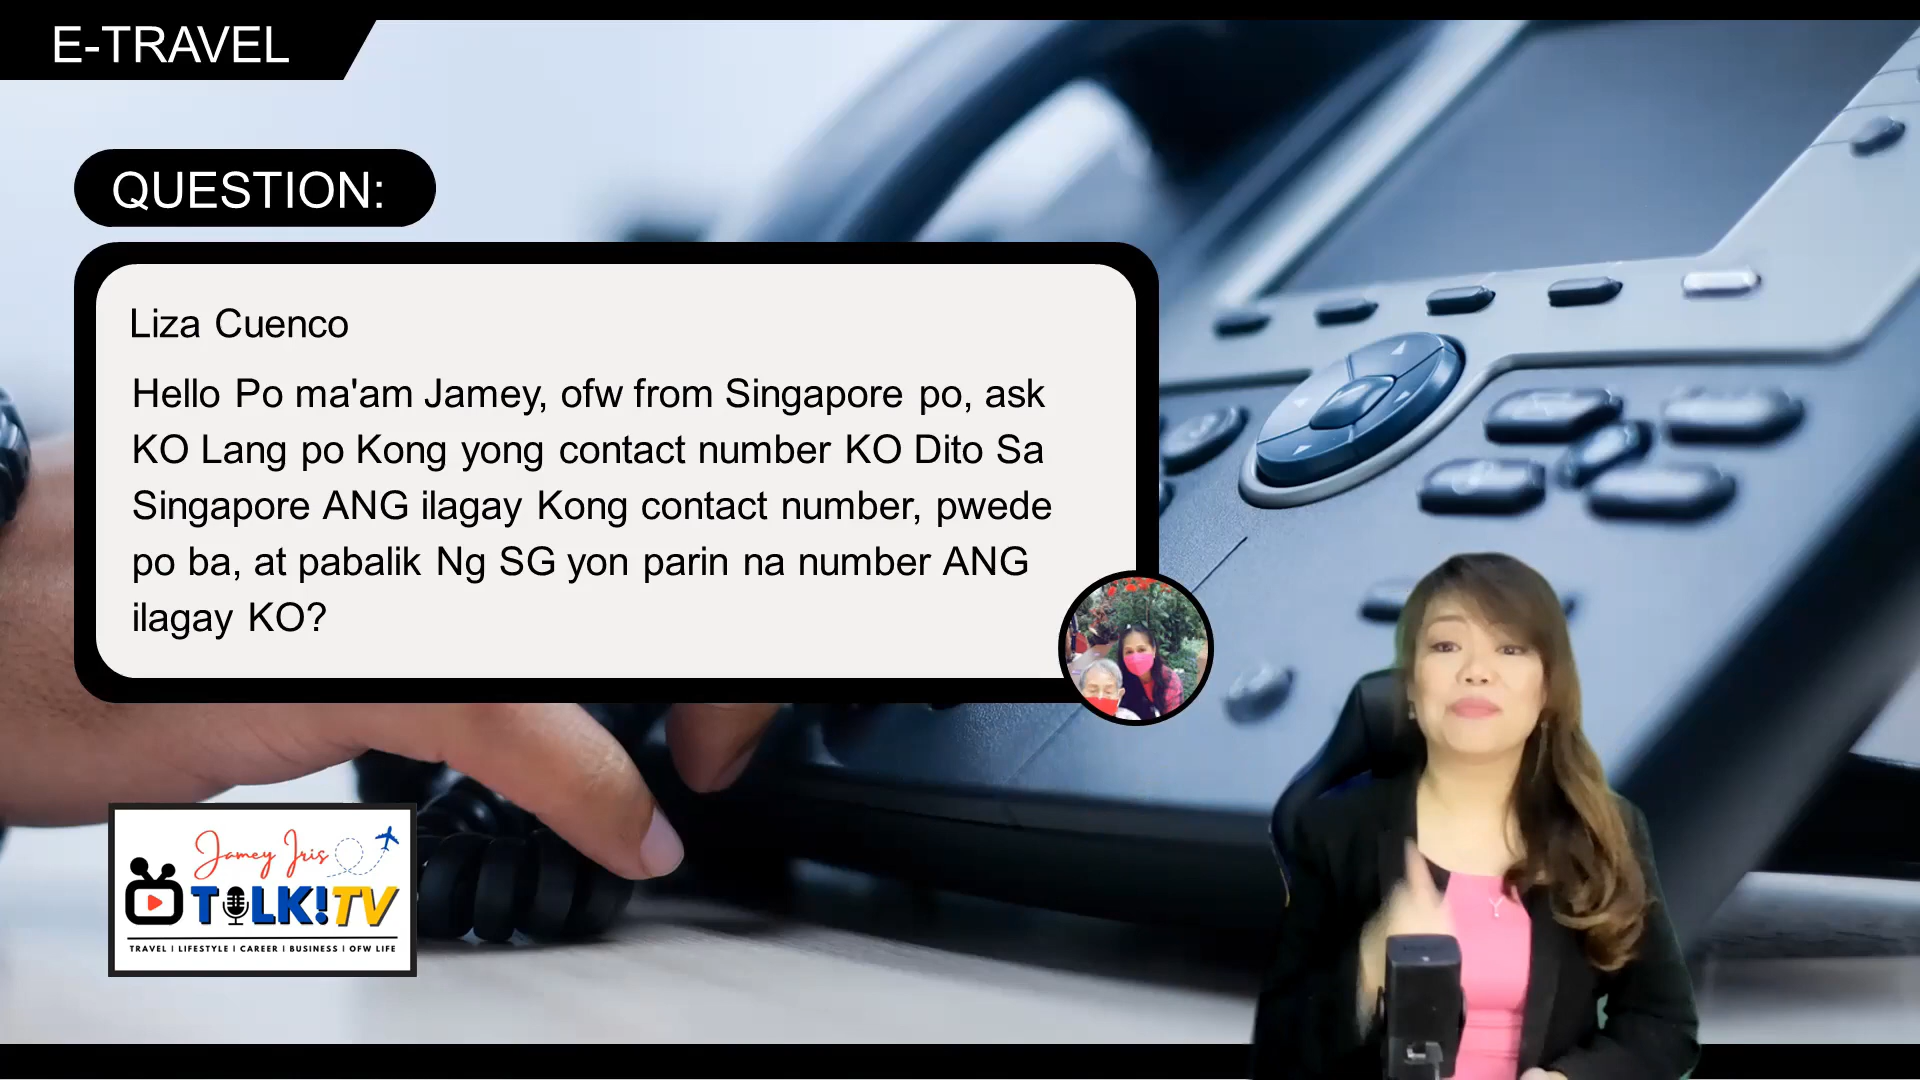 E-TRAVEL
QUESTION:
Liza Cuenco
Hello Po ma'am Jamey, ofw from Singapore po, ask
KO Lang po Kong yong contact number KO Dito Sa
Singapore ANG ilagay Kong contact number, pwede
po ba, at pabalik Ng SG yon parin na number ANG
ilagay KO?
Jamey Jris
TALK!TV
TRAVEL | LIFESTYLE | CAREER | BUSINESS | OFW LIFE